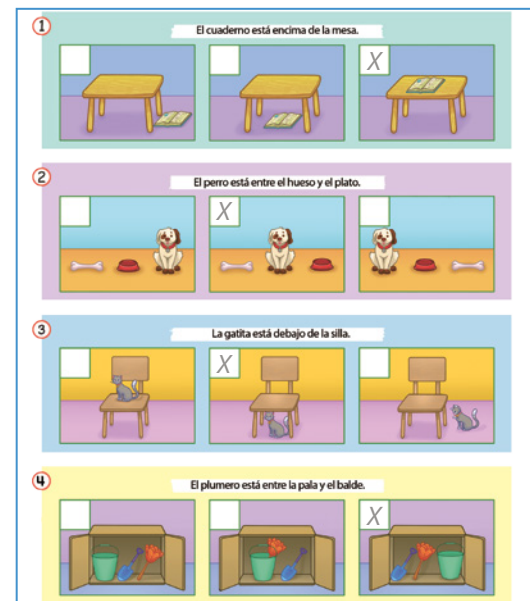 1
El cuaderno está encima de la mesa.
X
2
El perro está entre el hueso y el plato.
X
3
La gatita está debajo de la silla.
X
4
El plumero está entre la pala y el balde.
X